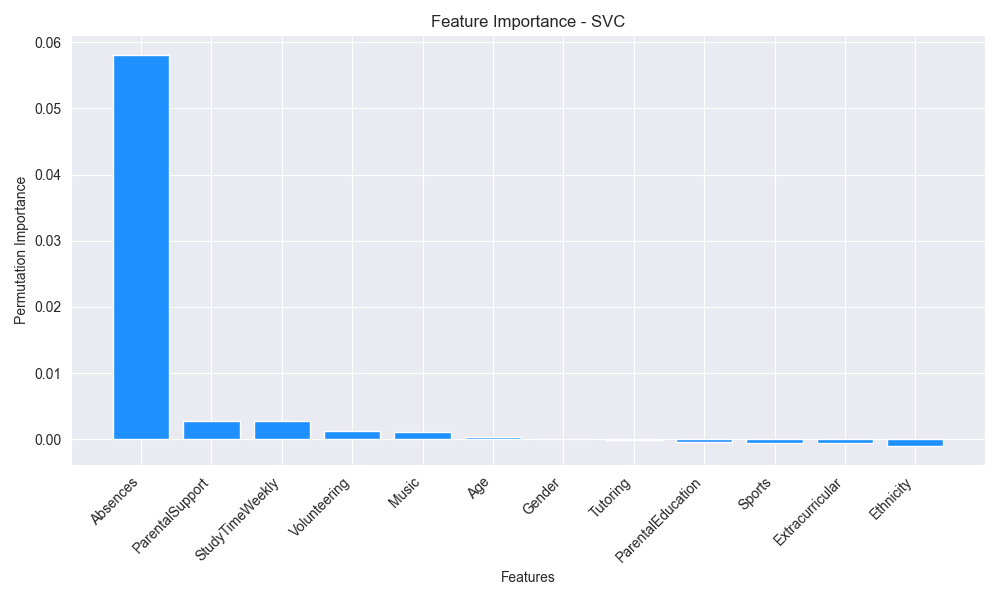 Feature Importance - SVC
Permutation Importance
0.06
0.05
0.04
0.03
0.02
0.01
0.00
Absences
ParentalSupport
StudyTimeWeekly
Volunteering
Music
Age
Gender
Tutoring
ParentalEducation
Sports
Extracurricular
Ethnicity
Features